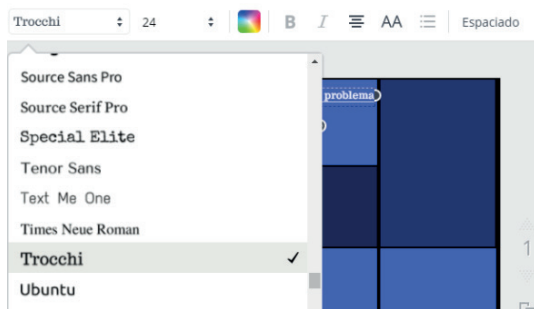 Trocchi 24 B I AA Espaciado
Source Sans Pro
problema
Source Serif Pro
Special Elite
Tenor Sans
Text Me One
Times Neue Roman
Trocchi
1
Ubuntu